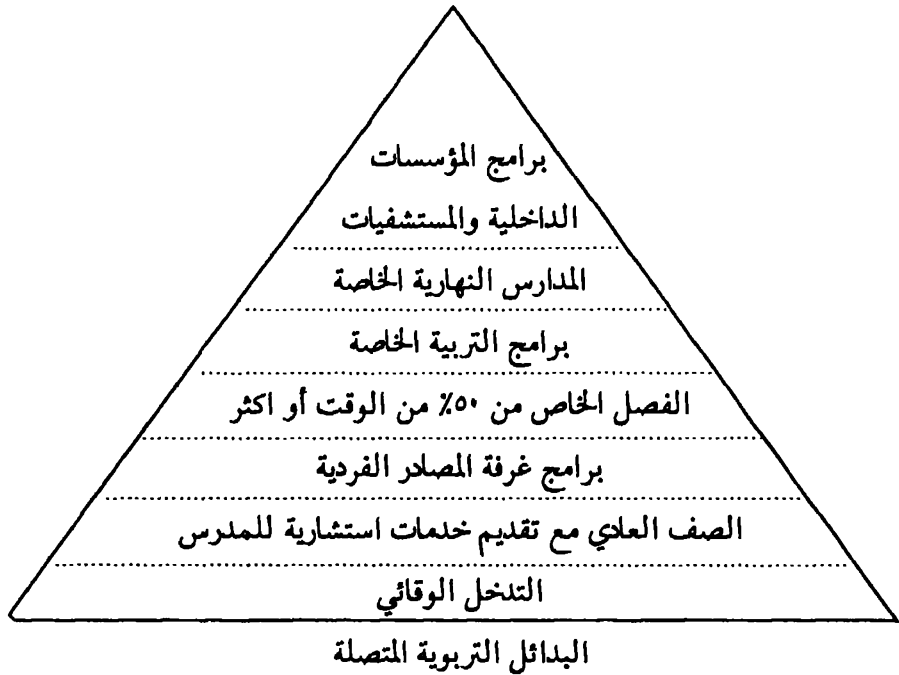 برامج المؤسسات
الداخلية والمستشفيات
المدارس النهارية الخاصة
برامج التربية الخاصة
الفصل الخاص من ٥٠٪ من الوقت أو اكثر
برامج غرفة المصادر الفردية
الصف العادي مع تقديم خدمات استشارية للمدرس
التدخل الوقائي
البدائل التربوية المتصلة